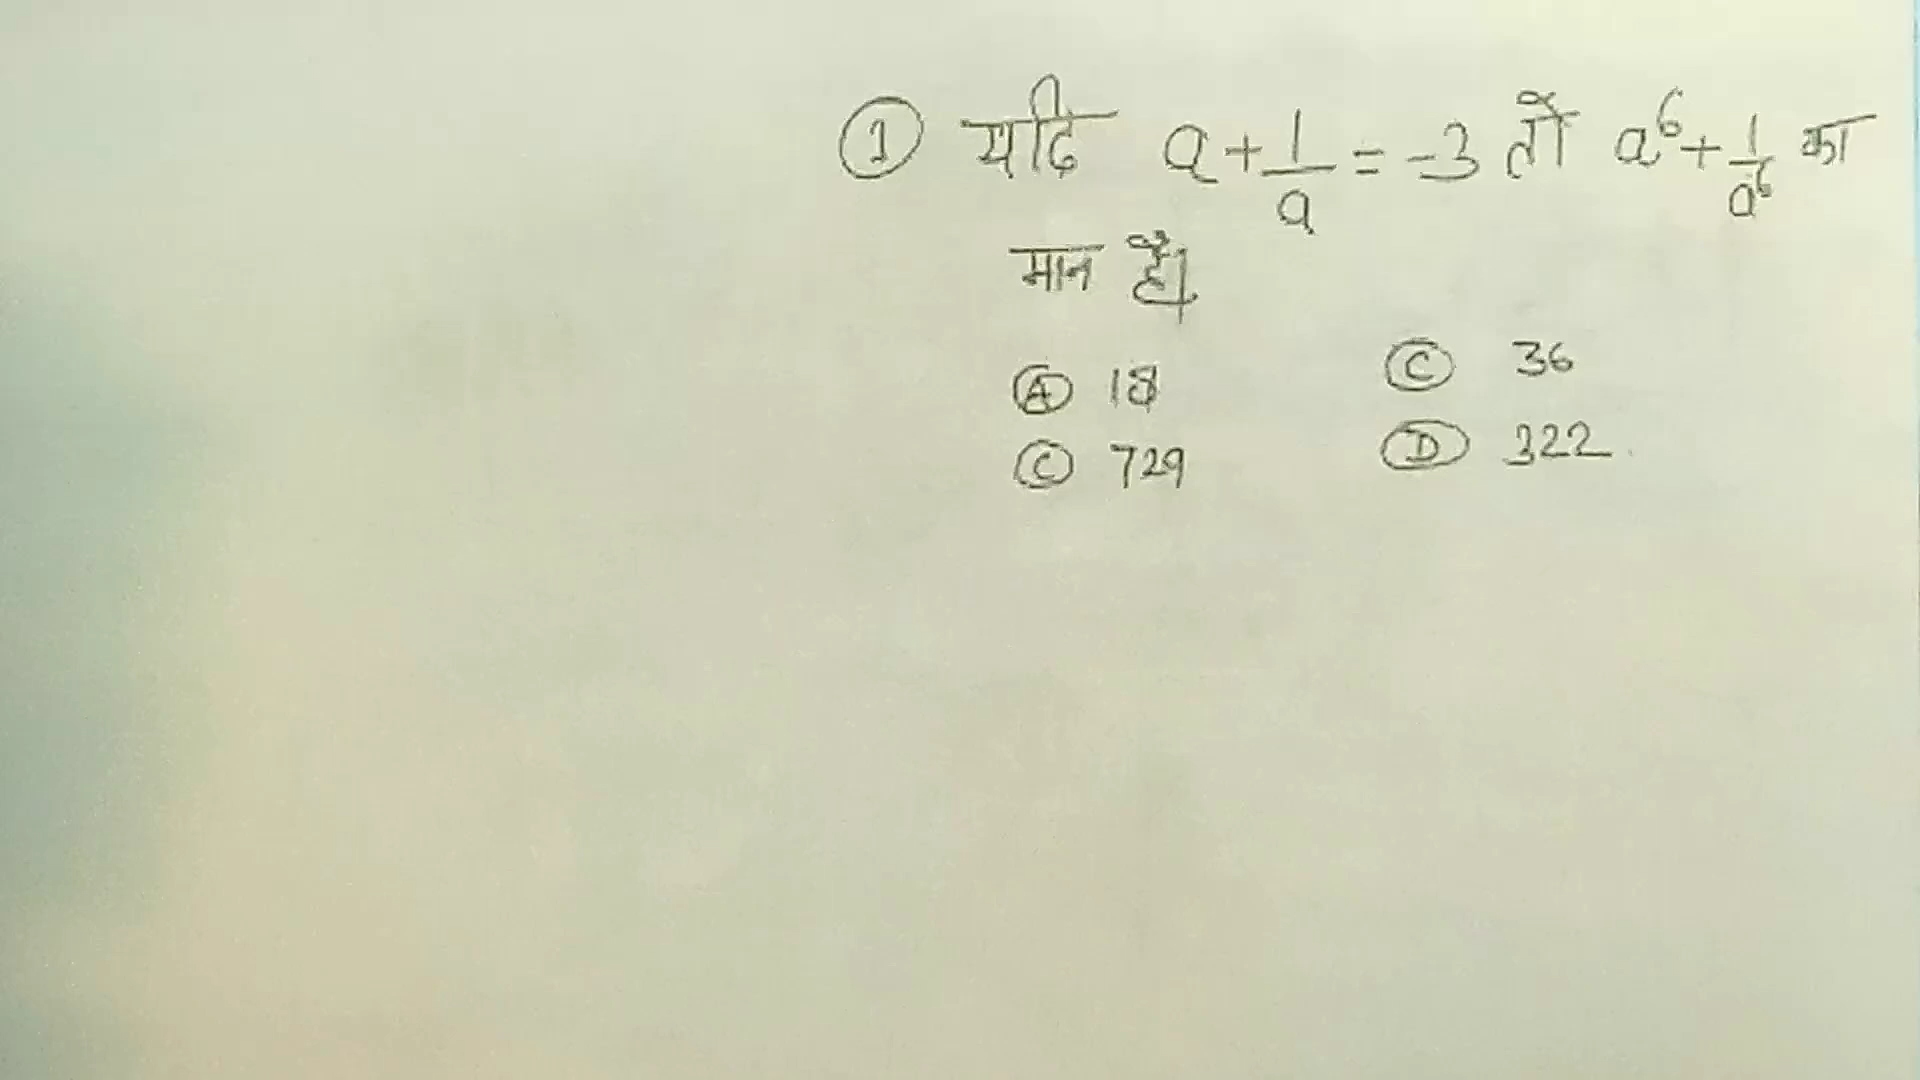 ① यदि a + 1/a = -3 तो a⁶ + 1/a⁶ का
मान है।
Ⓐ 18 Ⓒ 36
Ⓒ 729 Ⓓ 322